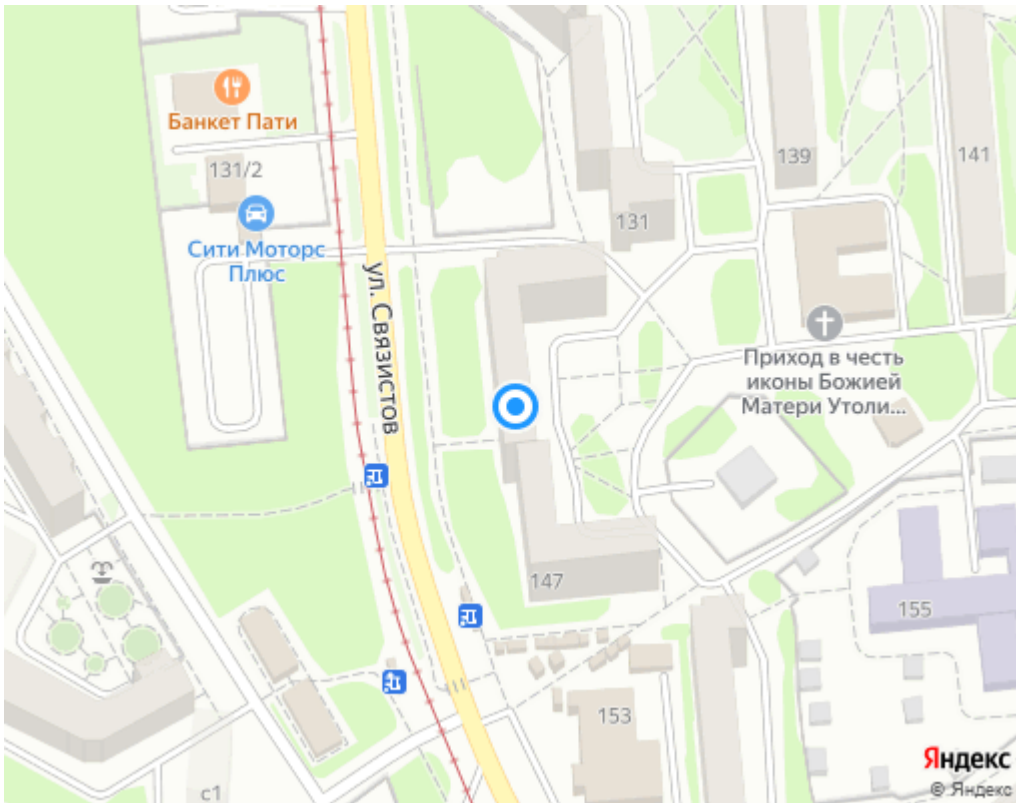 Банкет Пати
131/2
139
141
131
Сити Моторс
Плюс
ул. Связистов
Приход в честь
иконы Божией
Матери Утоли...
147
155
153
с1
Яндекс
© Яндекс